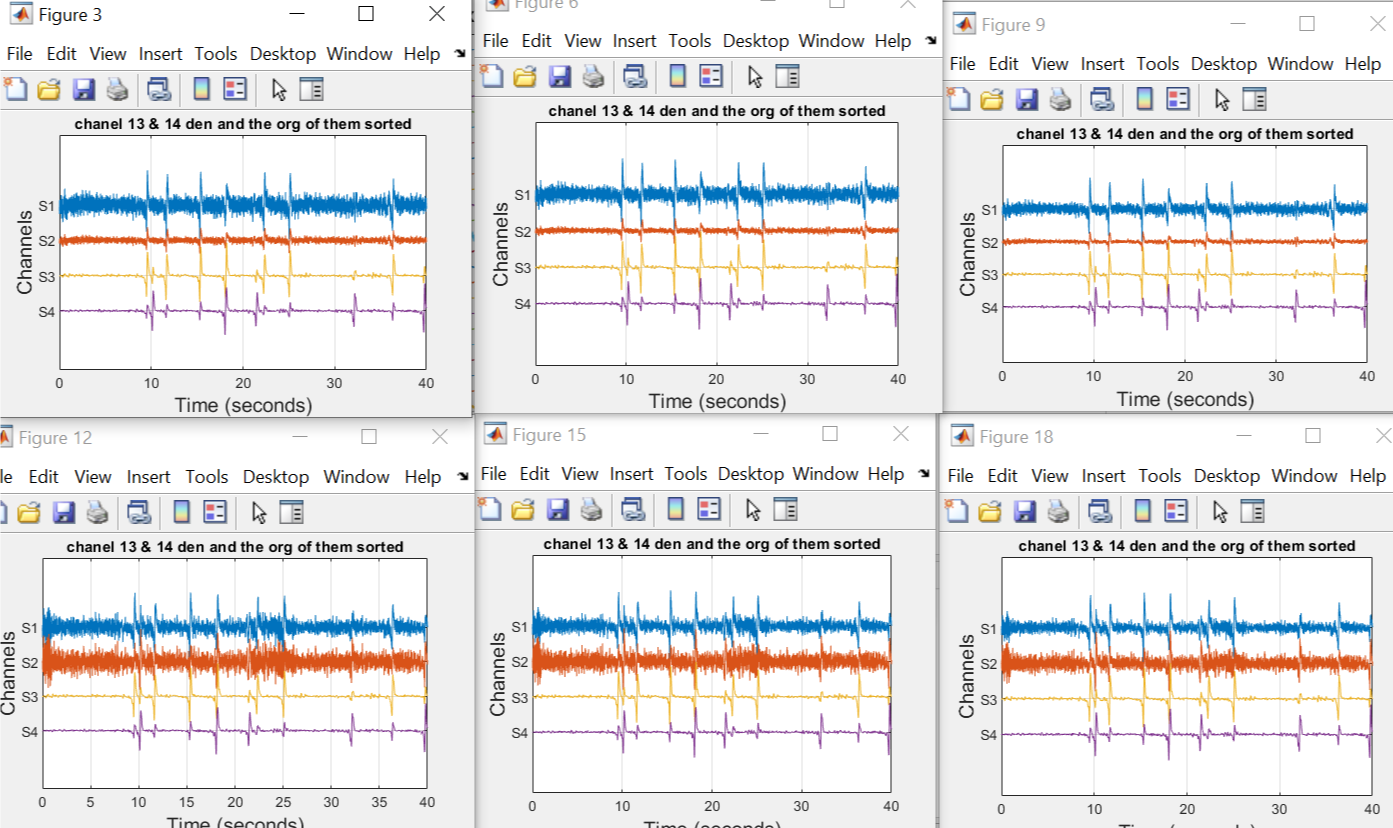 Figure 3
File Edit View Insert Tools Desktop Window Help
chanel 13 & 14 den and the org of them sorted
Channels
S1
S2
S3
S4
0 10 20 30 40
Time (seconds)
Figure 6
File Edit View Insert Tools Desktop Window Help
chanel 13 & 14 den and the org of them sorted
Channels
S1
S2
S3
S4
0 10 20 30 40
Time (seconds)
Figure 9
File Edit View Insert Tools Desktop Window Help
chanel 13 & 14 den and the org of them sorted
Channels
S1
S2
S3
S4
0 10 20 30 40
Time (seconds)
Figure 12
le Edit View Insert Tools Desktop Window Help
chanel 13 & 14 den and the org of them sorted
Channels
S1
S2
S3
S4
0 5 10 15 20 25 30 35 40
Time (seconds)
Figure 15
File Edit View Insert Tools Desktop Window Help
chanel 13 & 14 den and the org of them sorted
Channels
S1
S2
S3
S4
0 10 20 30 40
Time (seconds)
Figure 18
File Edit View Insert Tools Desktop Window Help
chanel 13 & 14 den and the org of them sorted
Channels
S1
S2
S3
S4
0 10 20 30 40